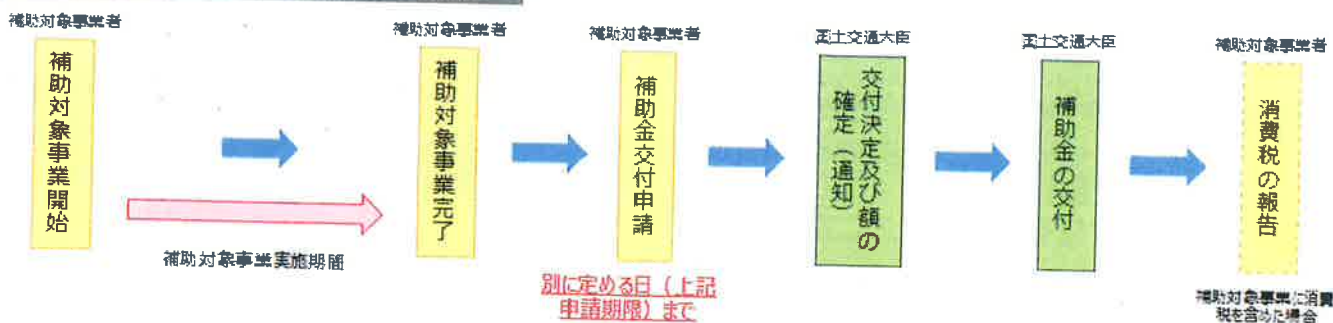 補助対象事業者
補助対象事業開始
補助対象事業実施期間
補助対象事業者
補助対象事業完了
補助対象事業者
補助金交付申請
別に定める日（上記
申請期限）まで
国土交通大臣
交付決定及び額の
確定（通知）
国土交通大臣
補助金の交付
補助対象事業者
消費税の報告
補助対象事業に消費
税を含めた場合